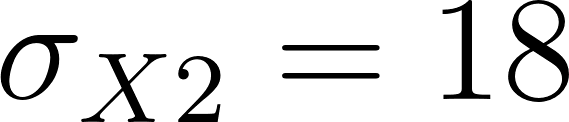 σ_{X2} = 18